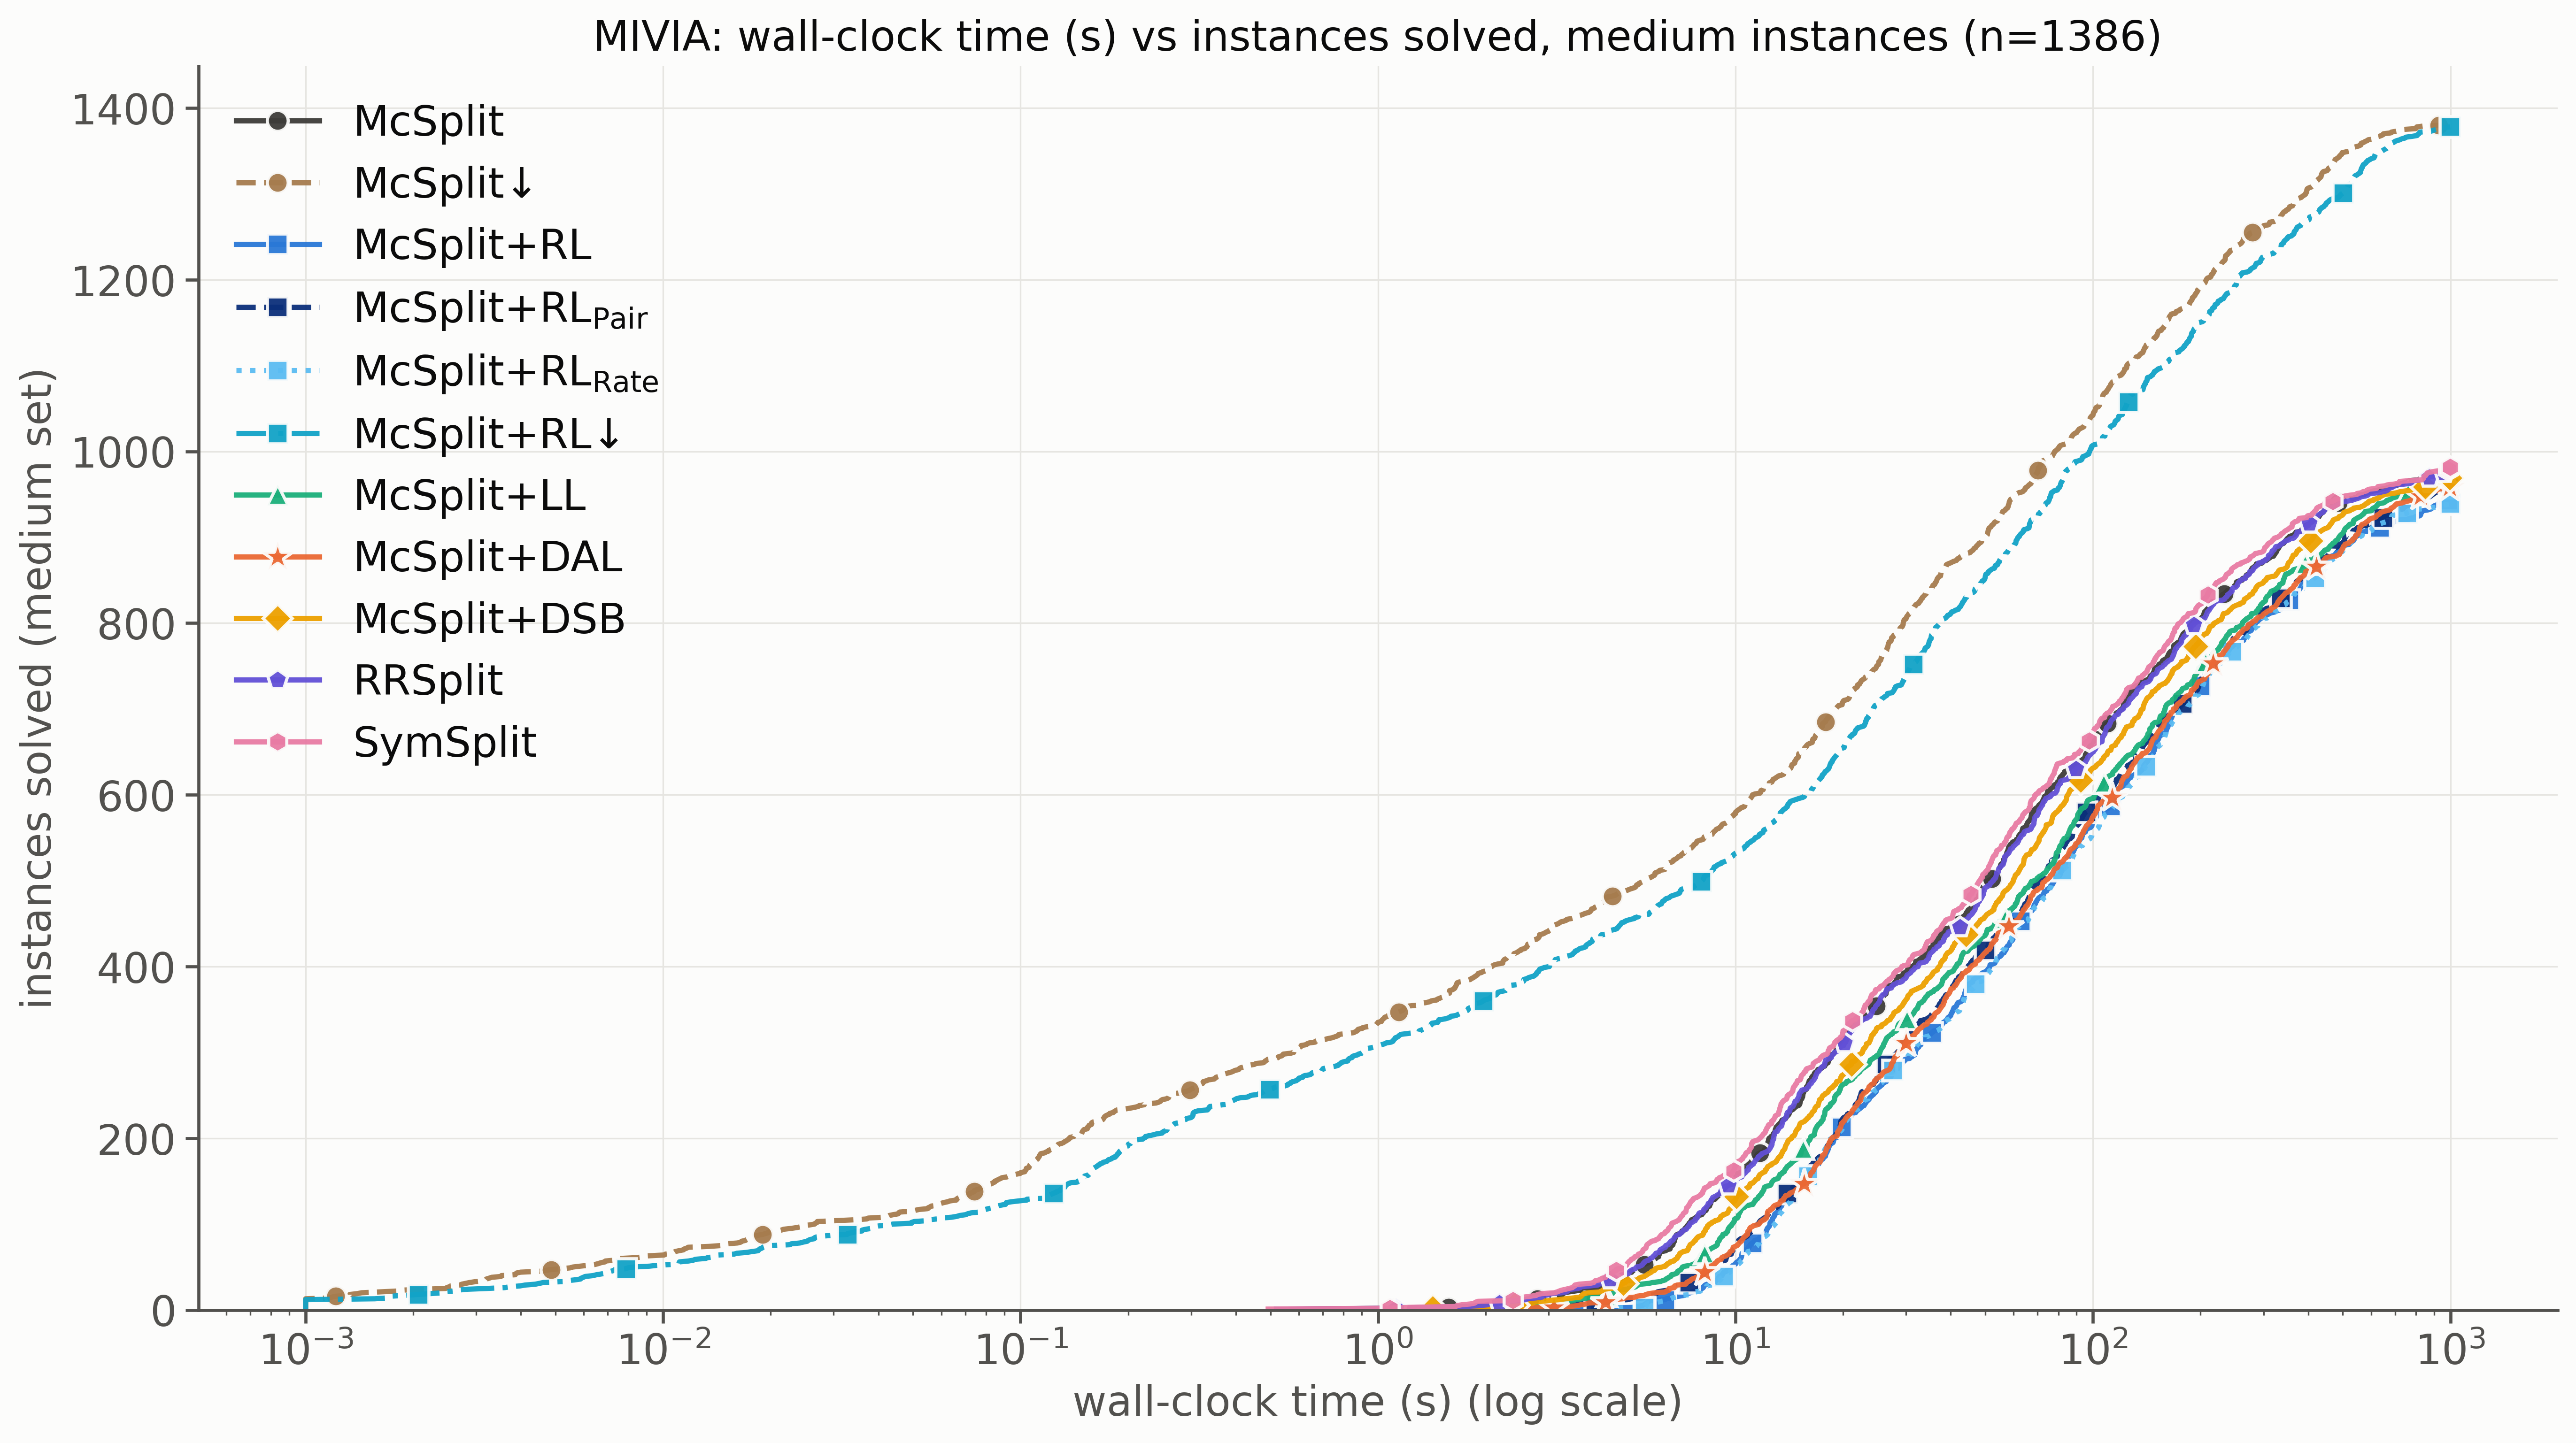 MIVIA: wall-clock time (s) vs instances solved, medium instances (n=1386)
instances solved (medium set)
1400
1200
1000
800
600
400
200
0
McSplit
McSplit↓
McSplit+RL
McSplit+RL_Pair
McSplit+RL_Rate
McSplit+RL↓
McSplit+LL
McSplit+DAL
McSplit+DSB
RRSplit
SymSplit
10⁻³ 10⁻² 10⁻¹ 10⁰ 10¹ 10² 10³
wall-clock time (s) (log scale)